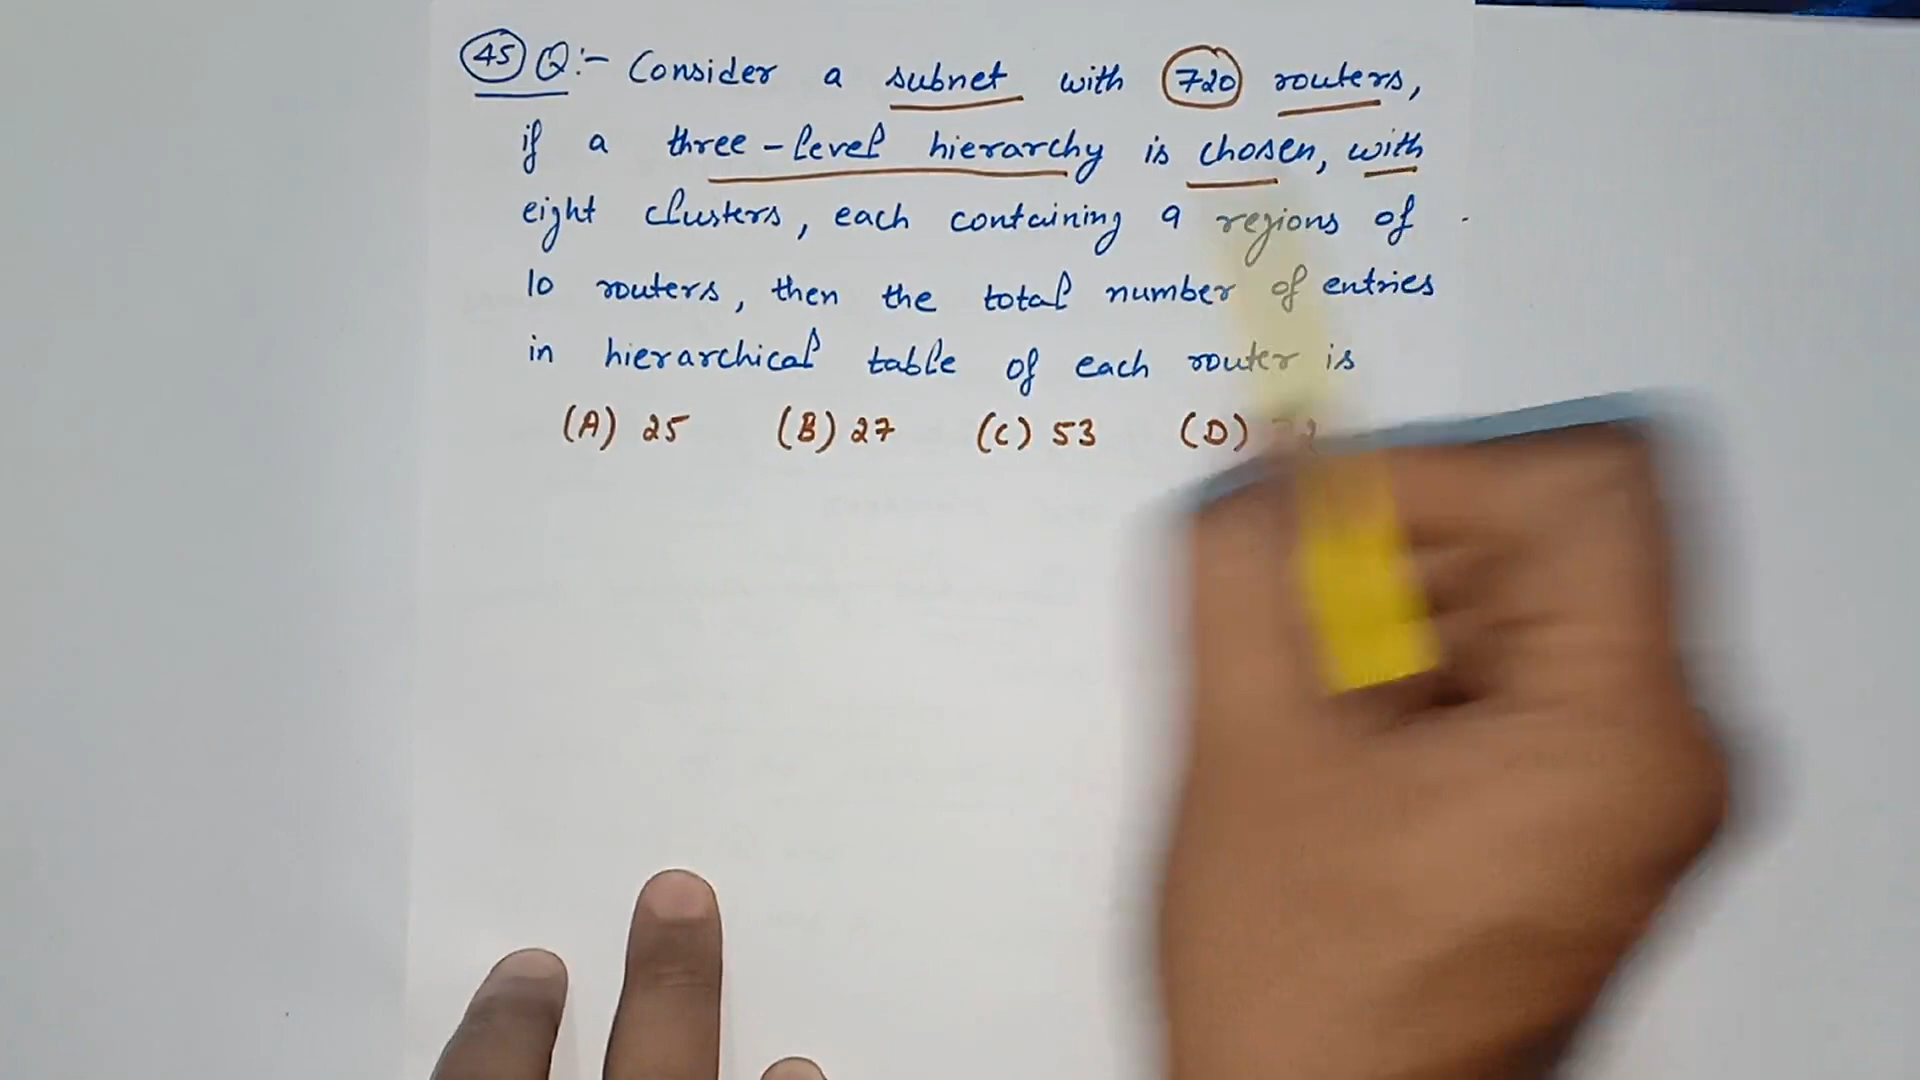 45 Q:- Consider a subnet with 720 routers,
if a three-level hierarchy is chosen, with
eight clusters, each containing 9 regions of
10 routers, then the total number of entries
in hierarchical table of each router is
(A) 25 (B) 27 (C) 53 (D)